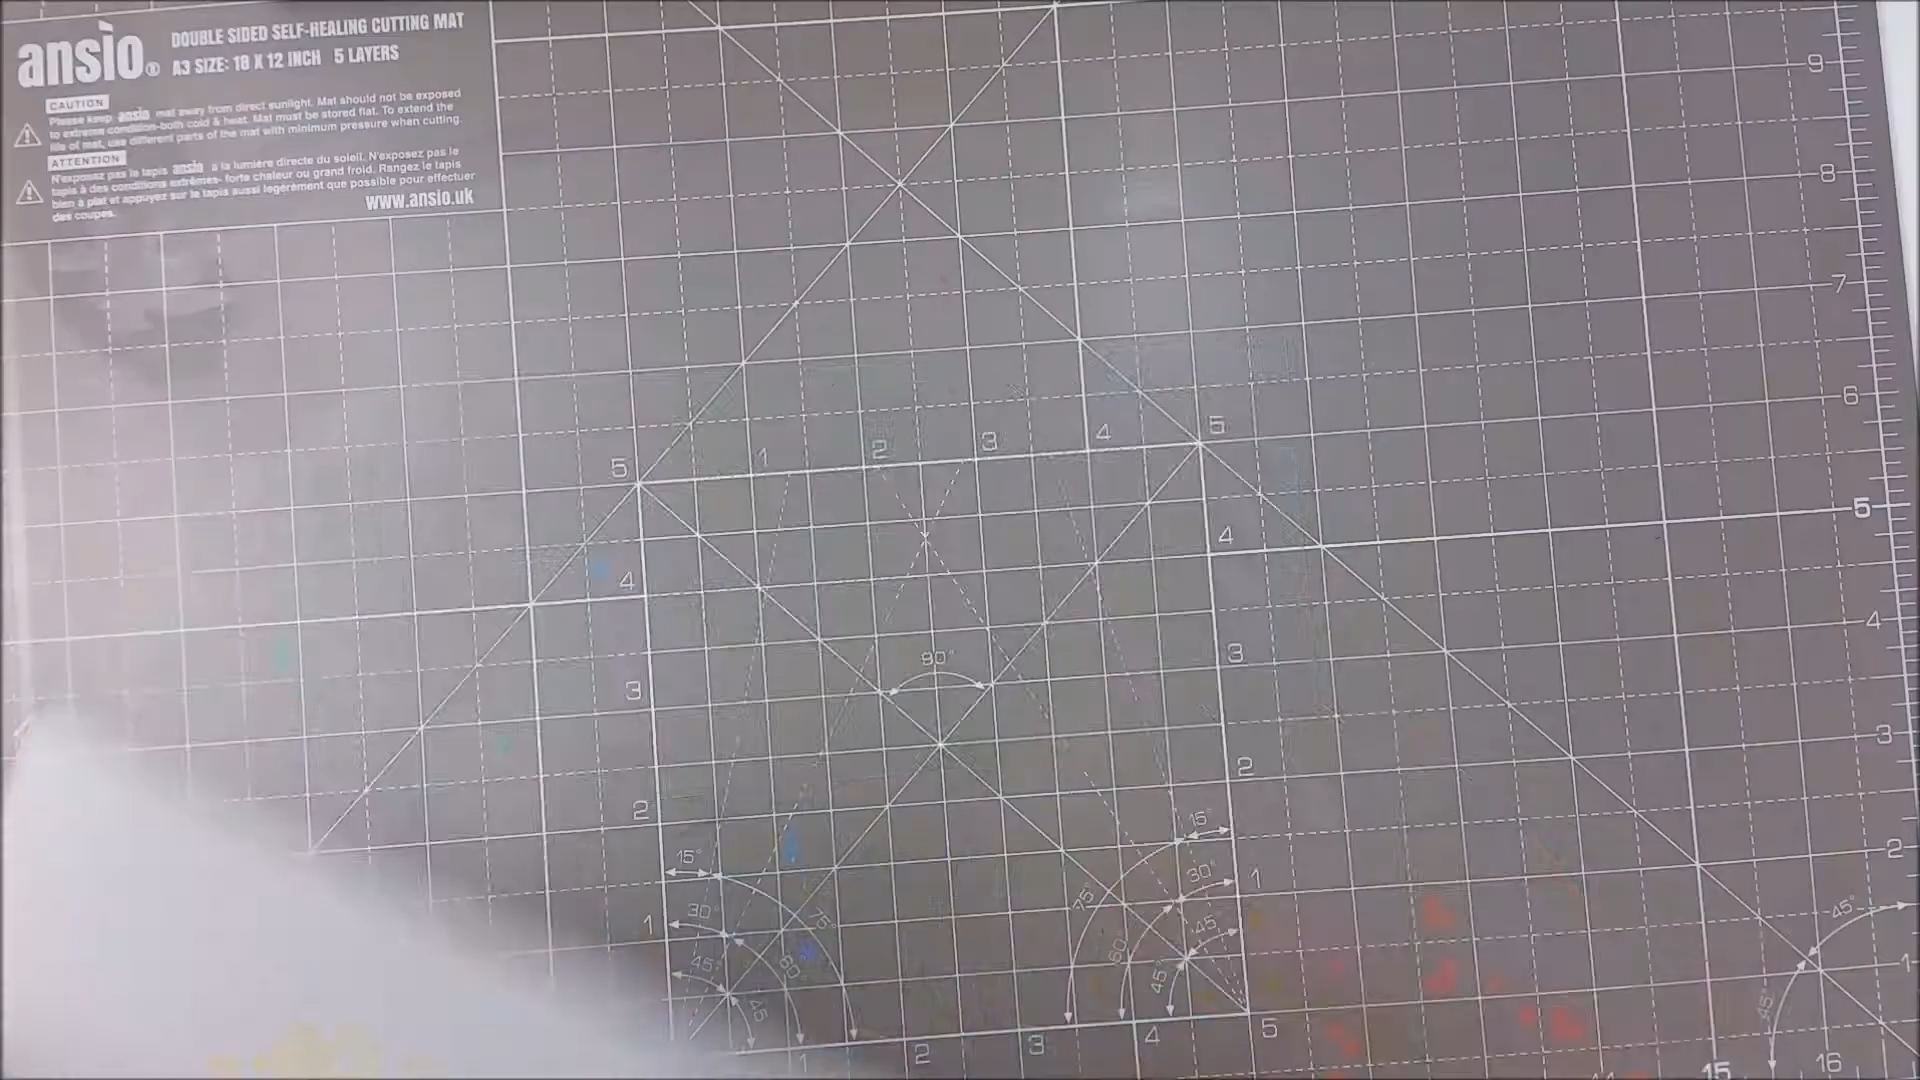 ansio® DOUBLE SIDED SELF-HEALING CUTTING MAT
A3 SIZE: 18 X 12 INCH 5 LAYERS
CAUTION
Please keep ansio mat away from direct sunlight. Mat should not be exposed
to extreme condition-both cold & heat. Mat must be stored flat. To extend the
life of mat, use different parts of the mat with minimum pressure when cutting.
ATTENTION
N'exposez pas le tapis ansio à la lumière directe du soleil. N'exposez pas le
tapis à des conditions extrêmes- forte chaleur ou grand froid. Rangez le tapis
bien à plat et appuyez sur le tapis aussi legèrement que possible pour effectuer
des coupes.
www.ansio.uk
9
8
7
6
5
4
3
2
1
5 1 2 3 4 5
4 4
3 3
2 2
1 1
90°
15° 30° 45° 45 60° 75°
15° 30° 45 45° 60° 75°
45° 45°
1 2 3 4 5
15 16